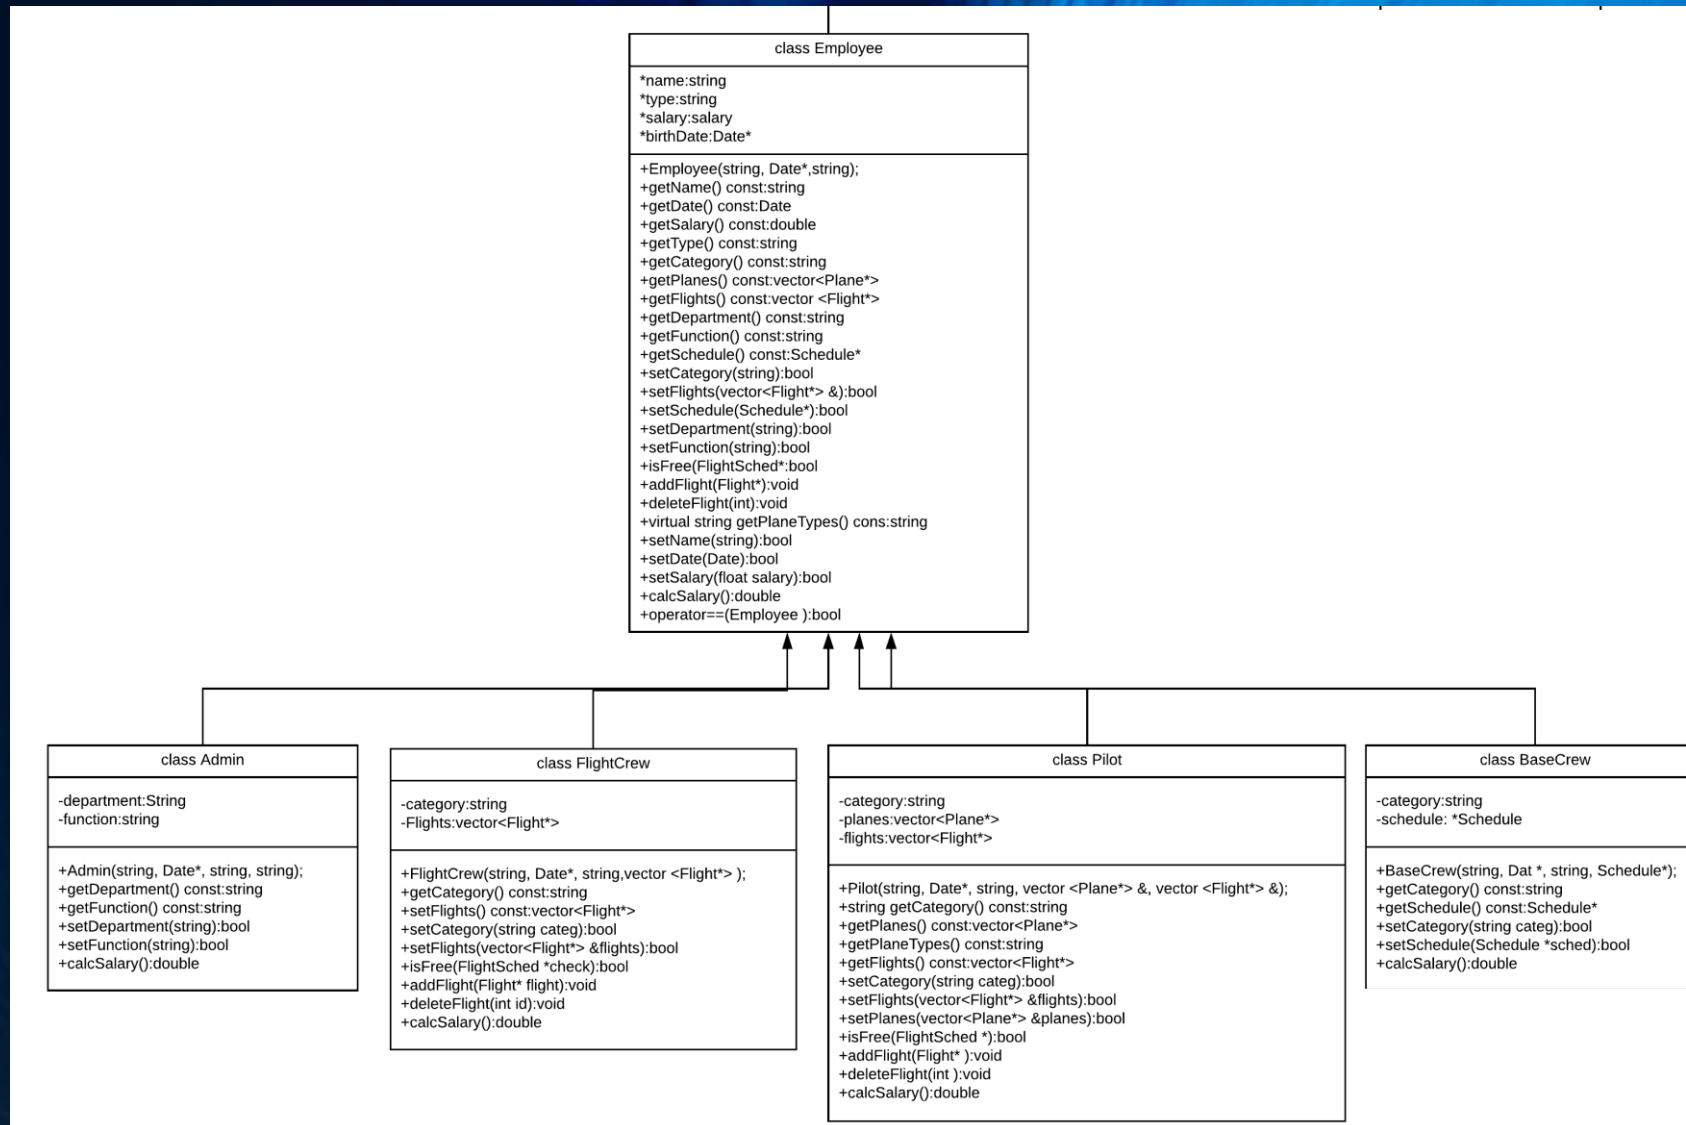 class Employee
*name:string
*type:string
*salary:salary
*birthDate:Date*
+Employee(string, Date*,string);
+getName() const:string
+getDate() const:Date
+getSalary() const:double
+getType() const:string
+getCategory() const:string
+getPlanes() const:vector<Plane*>
+getFlights() const:vector <Flight*>
+getDepartment() const:string
+getFunction() const:string
+getSchedule() const:Schedule*
+setCategory(string):bool
+setFlights(vector<Flight*> &):bool
+setSchedule(Schedule*):bool
+setDepartment(string):bool
+setFunction(string):bool
+isFree(FlightSched*:bool
+addFlight(Flight*):void
+deleteFlight(int):void
+virtual string getPlaneTypes() cons:string
+setName(string):bool
+setDate(Date):bool
+setSalary(float salary):bool
+calcSalary():double
+operator==(Employee ):bool
class Admin
-department:String
-function:string
+Admin(string, Date*, string, string);
+getDepartment() const:string
+getFunction() const:string
+setDepartment(string):bool
+setFunction(string):bool
+calcSalary():double
class FlightCrew
-category:string
-Flights:vector<Flight*>
+FlightCrew(string, Date*, string,vector <Flight*> );
+getCategory() const:string
+setFlights() const:vector<Flight*>
+setCategory(string categ):bool
+setFlights(vector<Flight*> &flights):bool
+isFree(FlightSched *check):bool
+addFlight(Flight* flight):void
+deleteFlight(int id):void
+calcSalary():double
class Pilot
-category:string
-planes:vector<Plane*>
-flights:vector<Flight*>
+Pilot(string, Date*, string, vector <Plane*> &, vector <Flight*> &);
+string getCategory() const:string
+getPlanes() const:vector<Plane*>
+getPlaneTypes() const:string
+getFlights() const:vector<Flight*>
+setCategory(string categ):bool
+setFlights(vector<Flight*> &flights):bool
+setPlanes(vector<Plane*> &planes):bool
+isFree(FlightSched *):bool
+addFlight(Flight* ):void
+deleteFlight(int ):void
+calcSalary():double
class BaseCrew
-category:string
-schedule: *Schedule
+BaseCrew(string, Dat *, string, Schedule*);
+getCategory() const:string
+getSchedule() const:Schedule*
+setCategory(string categ):bool
+setSchedule(Schedule *sched):bool
+calcSalary():double